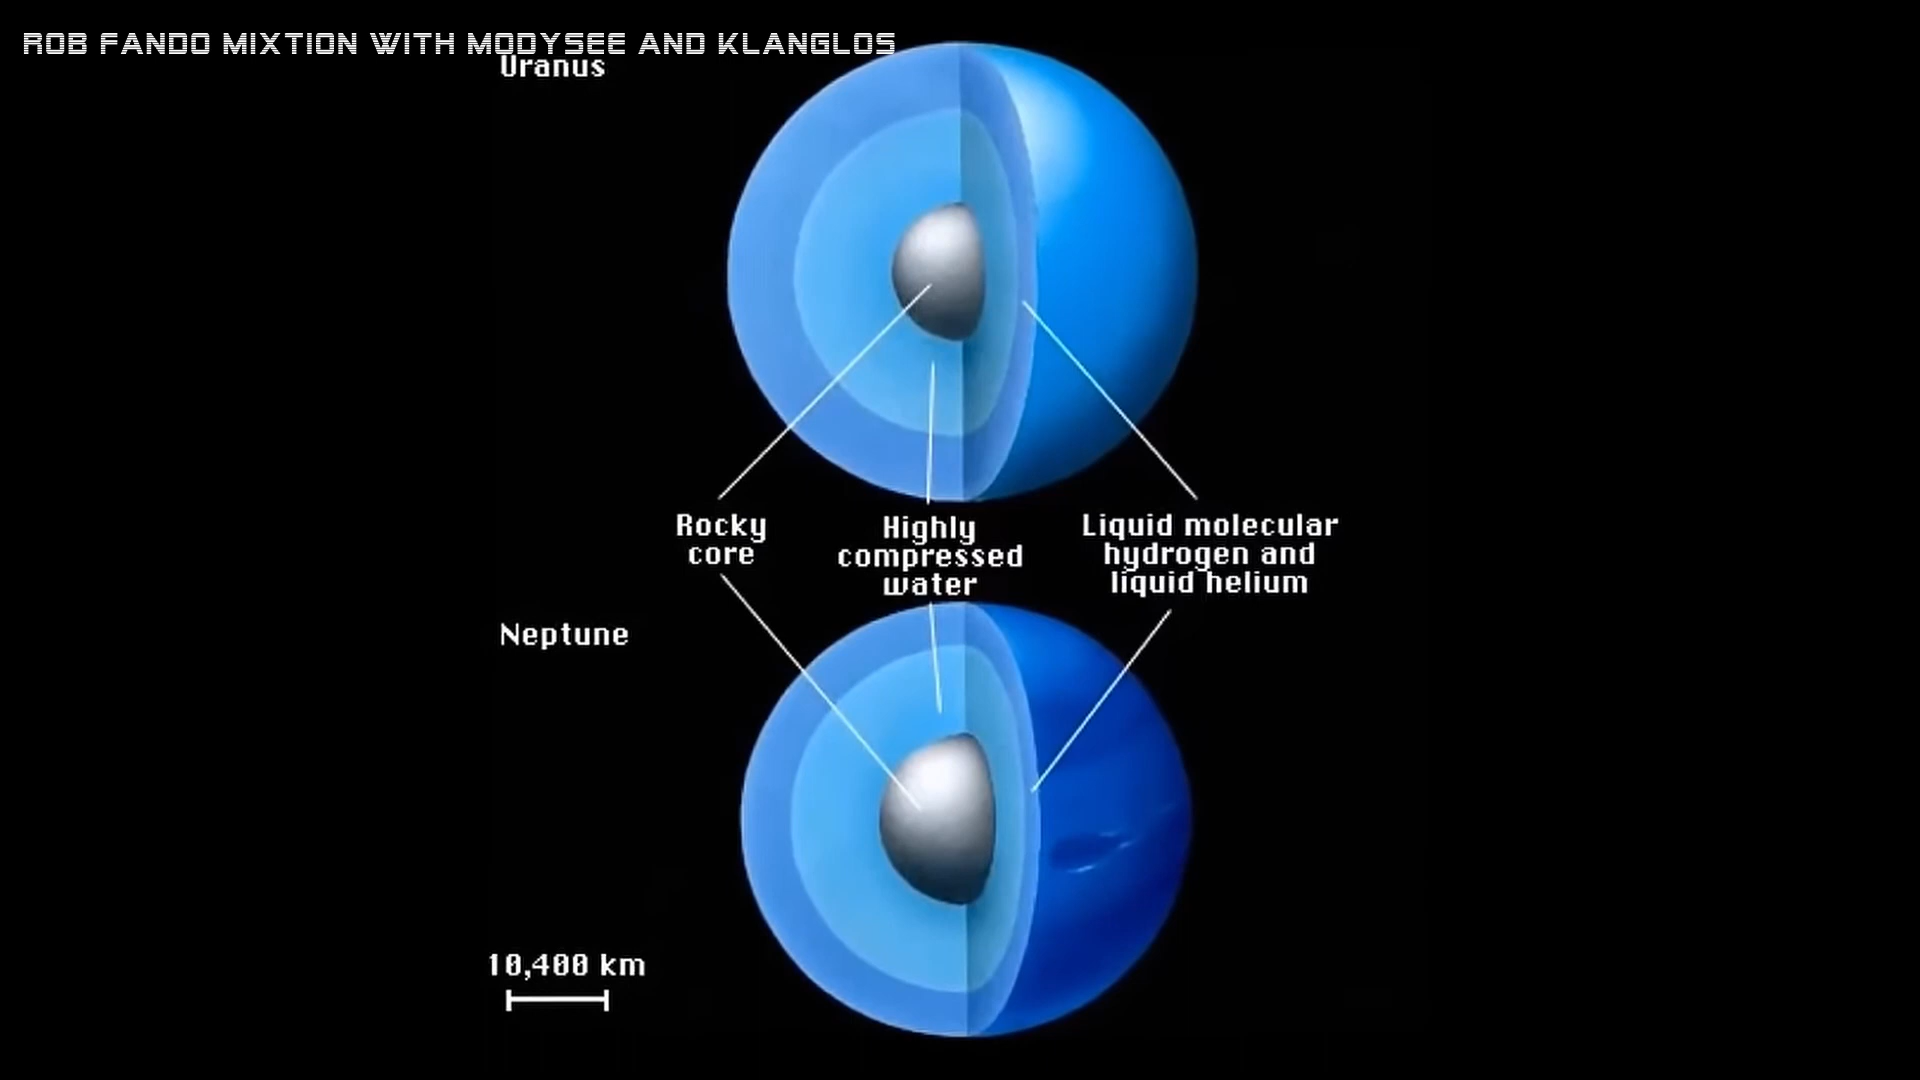 ROB FANDO MIXTION WITH MODYSEE AND KLANGLOS
Uranus
Rocky
core
Highly
compressed
water
Liquid molecular
hydrogen and
liquid helium
Neptune
10,400 km